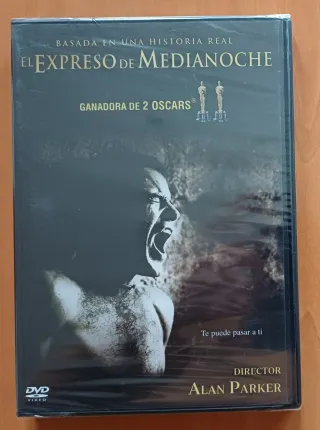 BASADA EN UNA HISTORIA REAL
EL EXPRESO DE MEDIANOCHE
GANADORA DE 2 OSCARS®
Te puede pasar a ti
DIRECTOR
ALAN PARKER
DVD
VIDEO